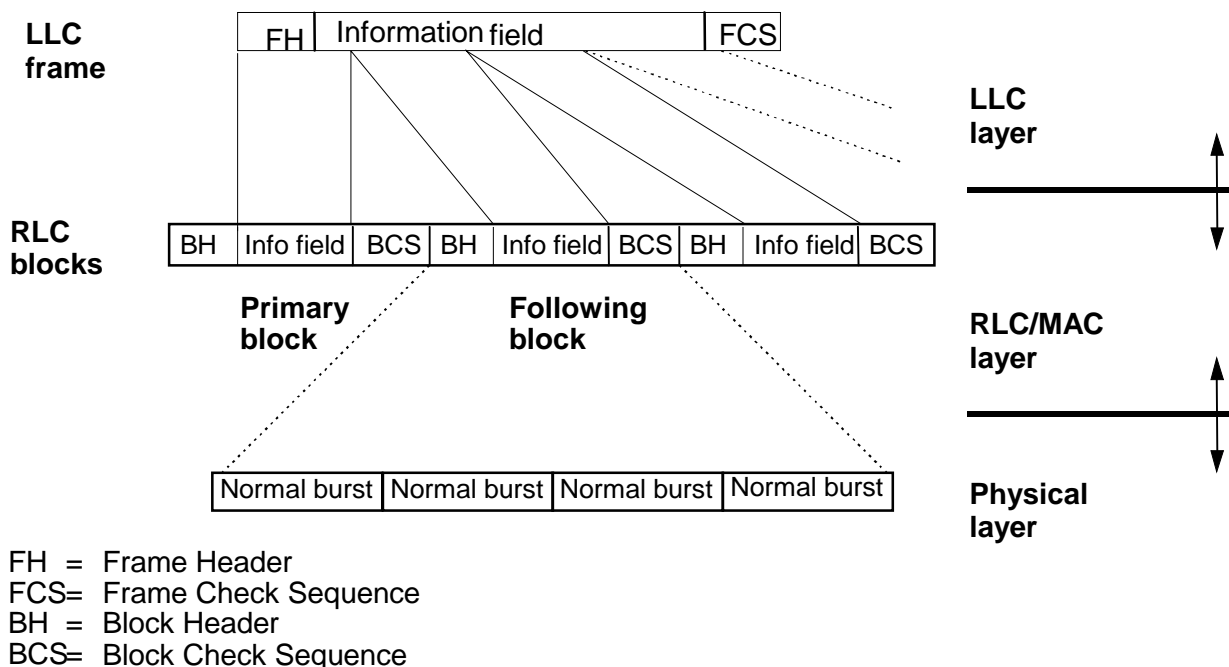 LLC
frame
FH Information field FCS
LLC
layer
RLC
blocks
BH Info field BCS BH Info field BCS BH Info field BCS
Primary
block
Following
block
RLC/MAC
layer
Normal burst Normal burst Normal burst Normal burst
Physical
layer
FH = Frame Header
FCS= Frame Check Sequence
BH = Block Header
BCS= Block Check Sequence